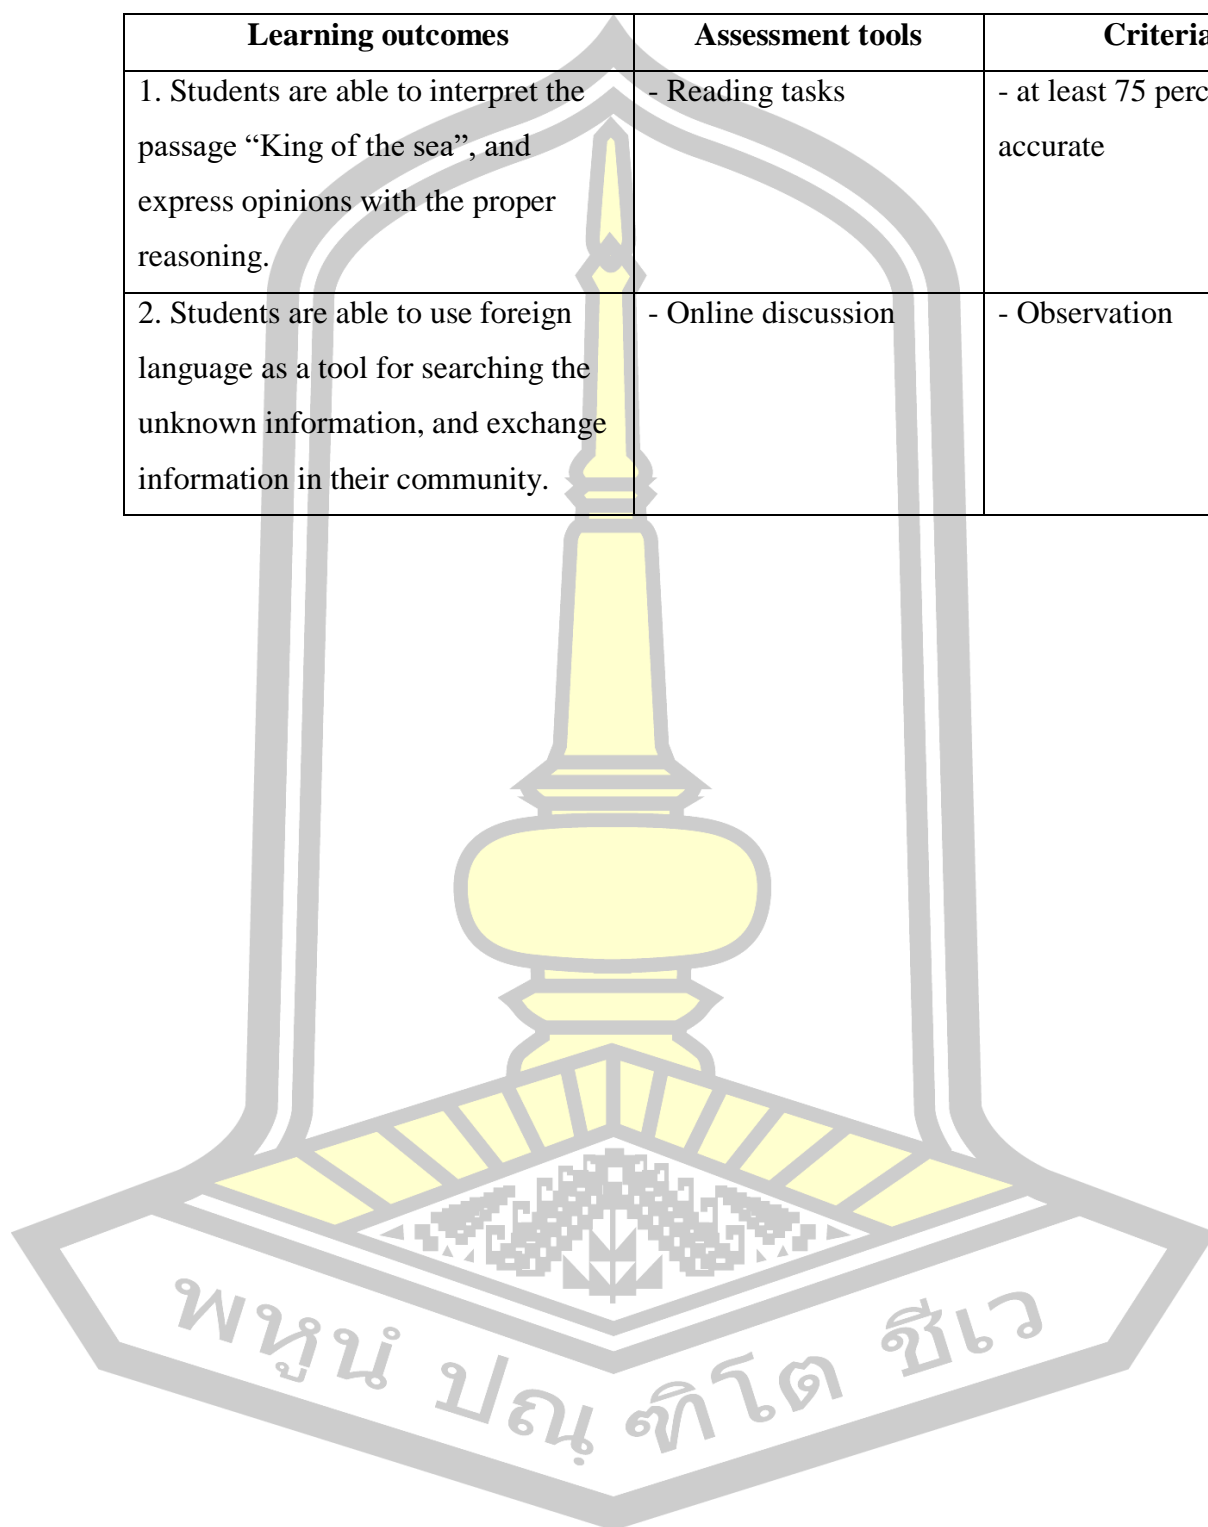 Learning outcomes Assessment tools Criteria
1. Students are able to interpret the
passage “King of the sea”, and
express opinions with the proper
reasoning.
- Reading tasks
- at least 75 perc
accurate
2. Students are able to use foreign
language as a tool for searching the
unknown information, and exchange
information in their community.
- Online discussion
- Observation
พหูนํ ปณฺ ฑิโต ชีเว